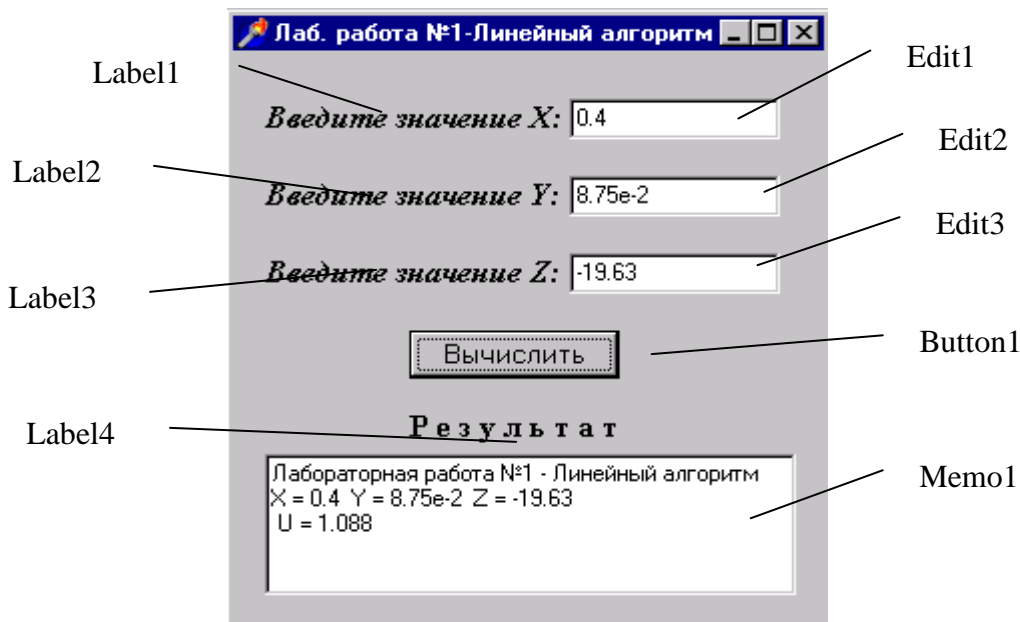 Лаб. работа №1-Линейный алгоритм
Label1
Edit1
Введите значение X: 0.4
Label2
Edit2
Введите значение Y: 8.75e-2
Edit3
Введите значение Z: -19.63
Label3
Вычислить
Button1
Label4
Результат
Лабораторная работа №1 - Линейный алгоритм
X = 0.4 Y = 8.75e-2 Z = -19.63
U = 1.088
Memo1